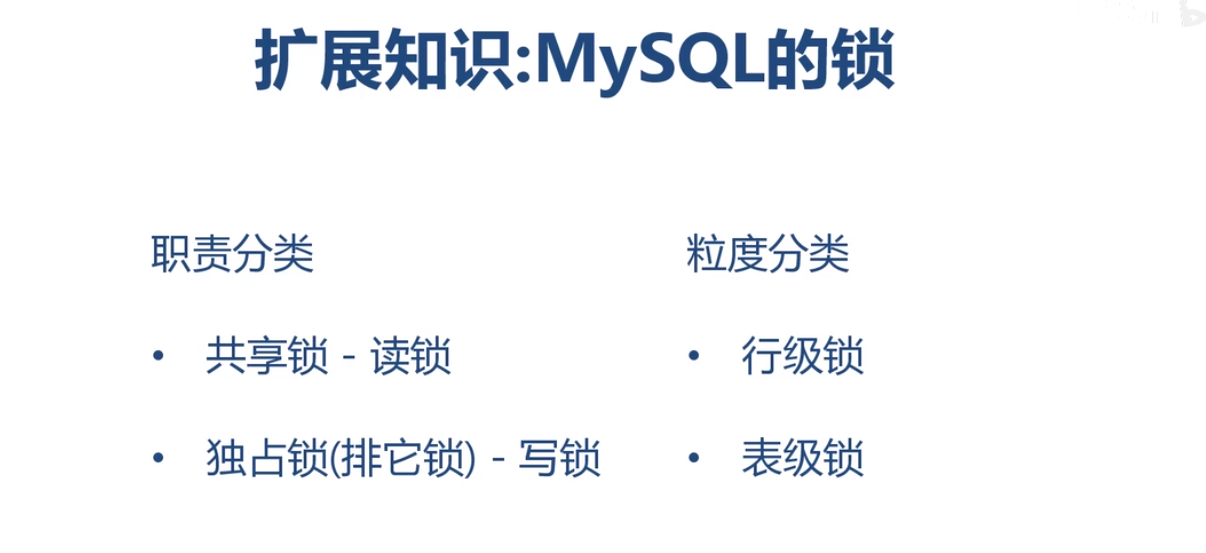 扩展知识:MySQL的锁
职责分类
• 共享锁 - 读锁
• 独占锁(排它锁) - 写锁
粒度分类
• 行级锁
• 表级锁